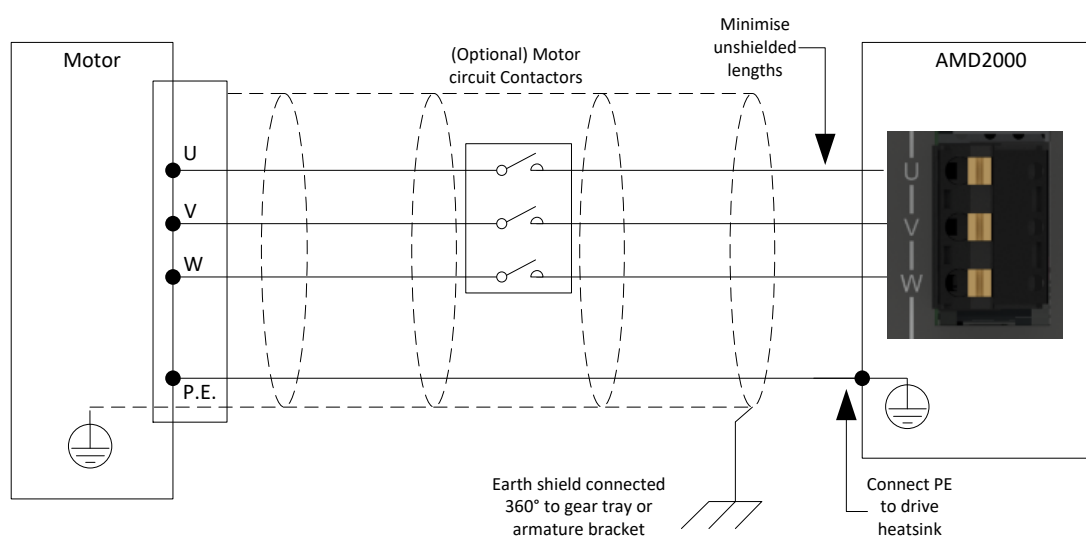 Motor
(Optional) Motor
circuit Contactors
Minimise
unshielded
lengths
AMD2000
U
V
W
P.E.
U
V
W
Earth shield connected
360° to gear tray or
armature bracket
Connect PE
to drive
heatsink